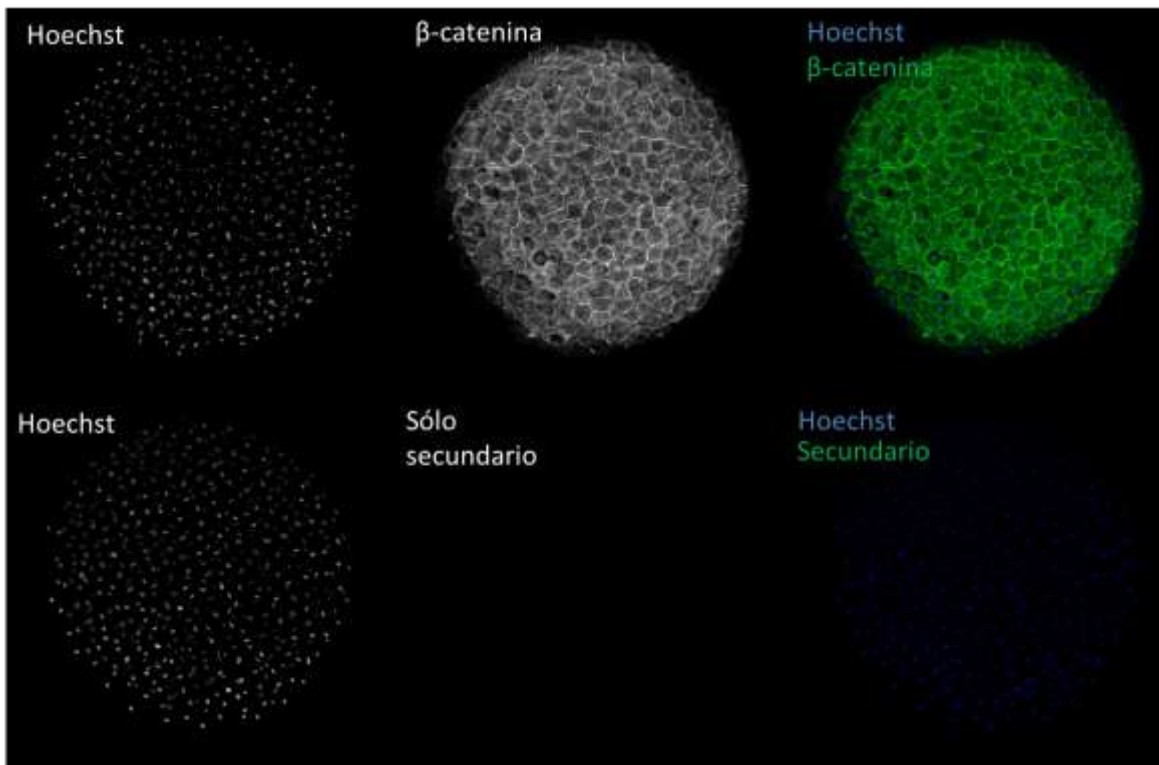 Hoechst
β-catenina
Hoechst
β-catenina
Hoechst
Sólo
secundario
Hoechst
Secundario